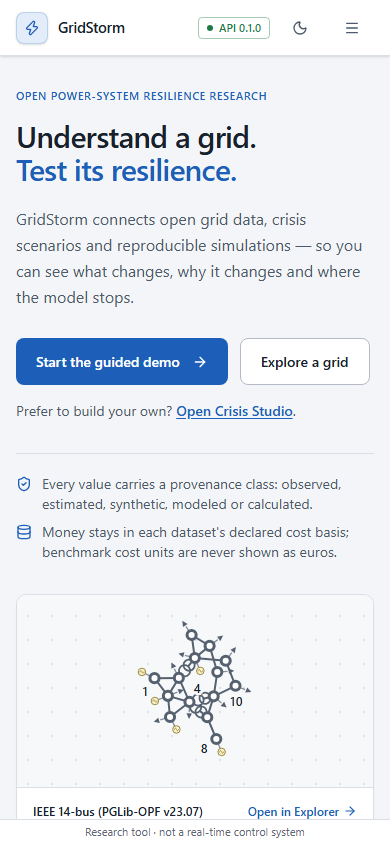 GridStorm
API 0.1.0
OPEN POWER-SYSTEM RESILIENCE RESEARCH
Understand a grid.
Test its resilience.
GridStorm connects open grid data, crisis
scenarios and reproducible simulations — so you
can see what changes, why it changes and where
the model stops.
Start the guided demo
Explore a grid
Prefer to build your own? Open Crisis Studio.
Every value carries a provenance class: observed,
estimated, synthetic, modeled or calculated.
Money stays in each dataset's declared cost basis;
benchmark cost units are never shown as euros.
1
4
10
8
IEEE 14-bus (PGLib-OPF v23.07)
Open in Explorer
Research tool · not a real-time control system